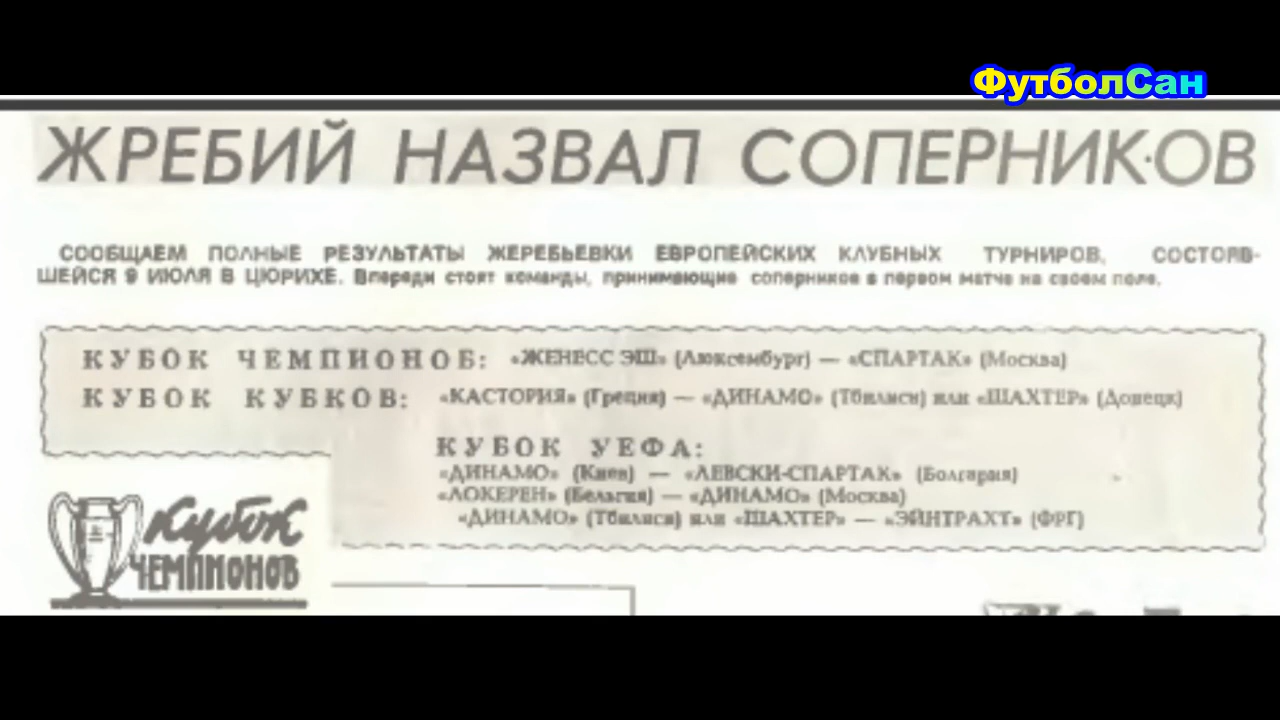 ФутболСан
ЖРЕБИЙ НАЗВАЛ СОПЕРНИКОВ
СООБЩАЕМ ПОЛНЫЕ РЕЗУЛЬТАТЫ ЖЕРЕБЬЕВКИ ЕВРОПЕЙСКИХ КЛУБНЫХ ТУРНИРОВ, СОСТОЯВ-
ШЕЙСЯ 9 ИЮЛЯ В ЦЮРИХЕ. Впереди стоят команды, принимающие соперников в первом матче на своем поле.
КУБОК ЧЕМПИОНОВ: «ЖЕНЕСС ЭШ» (Люксембург) — «СПАРТАК» (Москва)
КУБОК КУБКОВ: «КАСТОРИЯ» (Греция) — «ДИНАМО» (Тбилиси) или «ШАХТЕР» (Донецк)
КУБОК УЕФА:
«ДИНАМО» (Киев) — «ЛЕВСКИ-СПАРТАК» (Болгария)
«ЛОКЕРЕН» (Бельгия) — «ДИНАМО» (Москва)
«ДИНАМО» (Тбилиси) или «ШАХТЕР» — «ЭЙНТРАХТ» (ФРГ)
Кубок
ЧЕМПИОНОВ